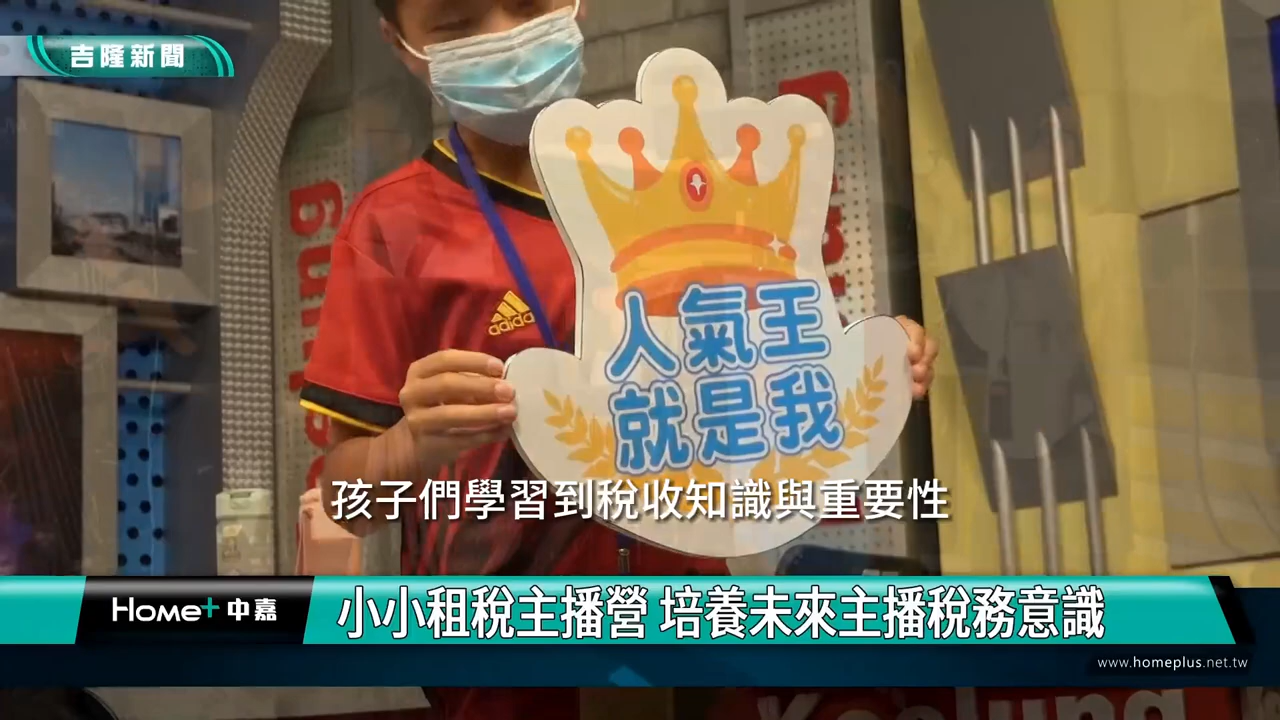 吉隆新聞
人氣王
就是我
adidas
孩子們學習到稅收知識與重要性
Home+ 中嘉
小小租稅主播營 培養未來主播稅務意識
www.homeplus.net.tw
Keelung